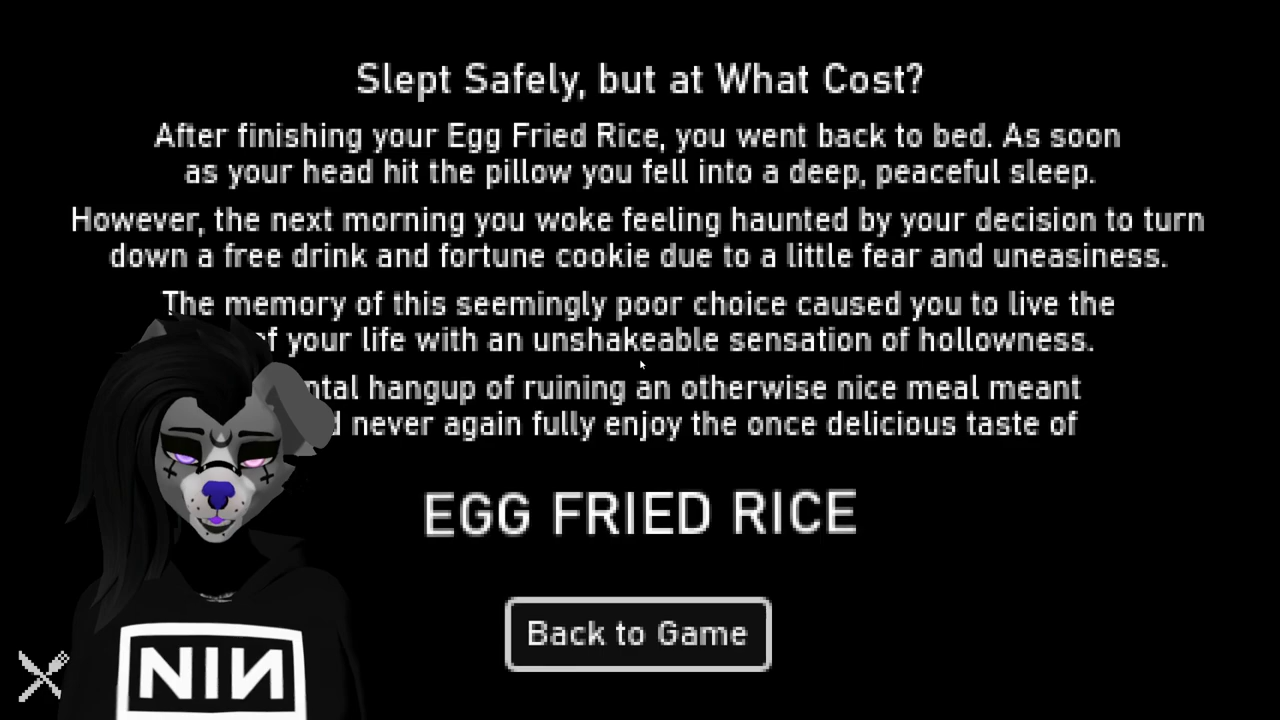 Slept Safely, but at What Cost?
After finishing your Egg Fried Rice, you went back to bed. As soon
as your head hit the pillow you fell into a deep, peaceful sleep.
However, the next morning you woke feeling haunted by your decision to turn
down a free drink and fortune cookie due to a little fear and uneasiness.
The memory of this seemingly poor choice caused you to live the
of your life with an unshakeable sensation of hollowness.
hangup of ruining an otherwise nice meal meant
never again fully enjoy the once delicious taste of
EGG FRIED RICE
Back to Game
NIИ